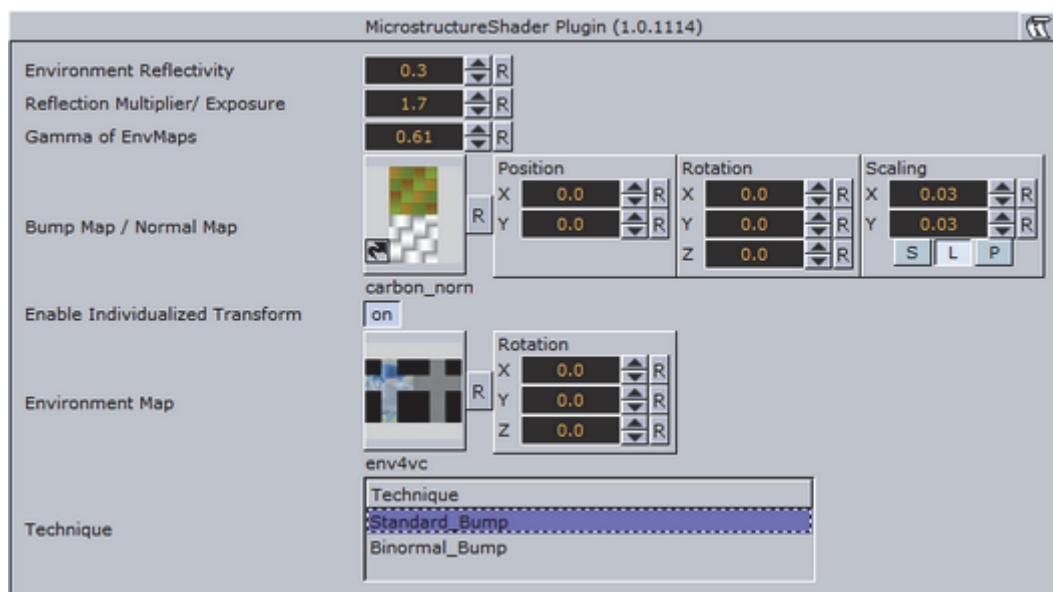 MicrostructureShader Plugin (1.0.1114)
Environment Reflectivity 0.3 R
Reflection Multiplier/ Exposure 1.7 R
Gamma of EnvMaps 0.61 R
Bump Map / Normal Map R
Position
X 0.0 R
Y 0.0 R
Rotation
X 0.0 R
Y 0.0 R
Z 0.0 R
Scaling
X 0.03 R
Y 0.03 R
S L P
carbon_norn
Enable Individualized Transform on
Environment Map R
Rotation
X 0.0 R
Y 0.0 R
Z 0.0 R
env4vc
Technique
Technique
Standard_Bump
Binormal_Bump